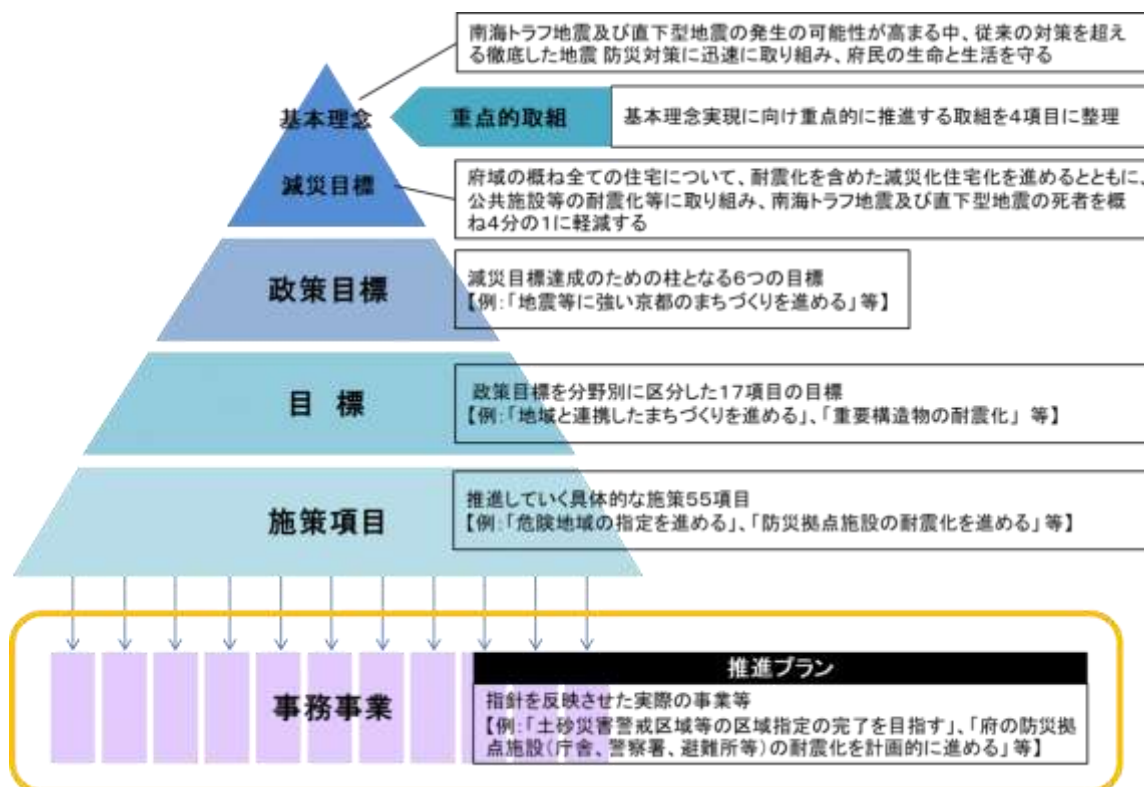 南海トラフ地震及び直下型地震の発生の可能性が高まる中、従来の対策を超え
る徹底した地震 防災対策に迅速に取り組み、府民の生命と生活を守る
基本理念
重点的取組
基本理念実現に向け重点的に推進する取組を4項目に整理
減災目標
府域の概ね全ての住宅について、耐震化を含めた減災化住宅化を進めるとともに、
公共施設等の耐震化等に取り組み、南海トラフ地震及び直下型地震の死者を概
ね4分の1に軽減する
政策目標
減災目標達成のための柱となる6つの目標
【例:「地震等に強い京都のまちづくりを進める」等】
目 標
政策目標を分野別に区分した17項目の目標
【例:「地域と連携したまちづくりを進める」、「重要構造物の耐震化」 等】
施策項目
推進していく具体的な施策55項目
【例:「危険地域の指定を進める」、「防災拠点施設の耐震化を進める」等】
事務事業
推進プラン
指針を反映させた実際の事業等
【例:「土砂災害警戒区域等の区域指定の完了を目指す」、「府の防災拠
点施設(庁舎、警察署、避難所等)の耐震化を計画的に進める」等】